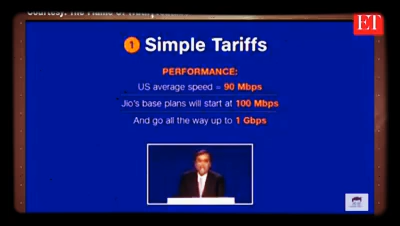 ET
1 Simple Tariffs
PERFORMANCE:
US average speed = 90 Mbps
Jio's base plans will start at 100 Mbps
And go all the way up to 1 Gbps